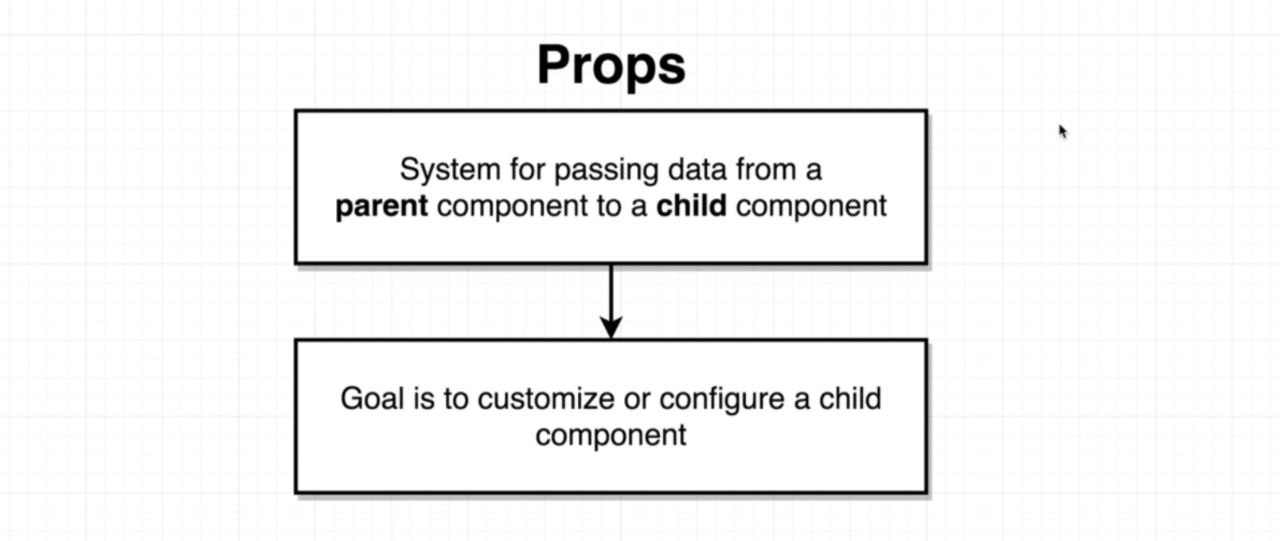 Props
System for passing data from a
parent component to a child component
Goal is to customize or configure a child
component